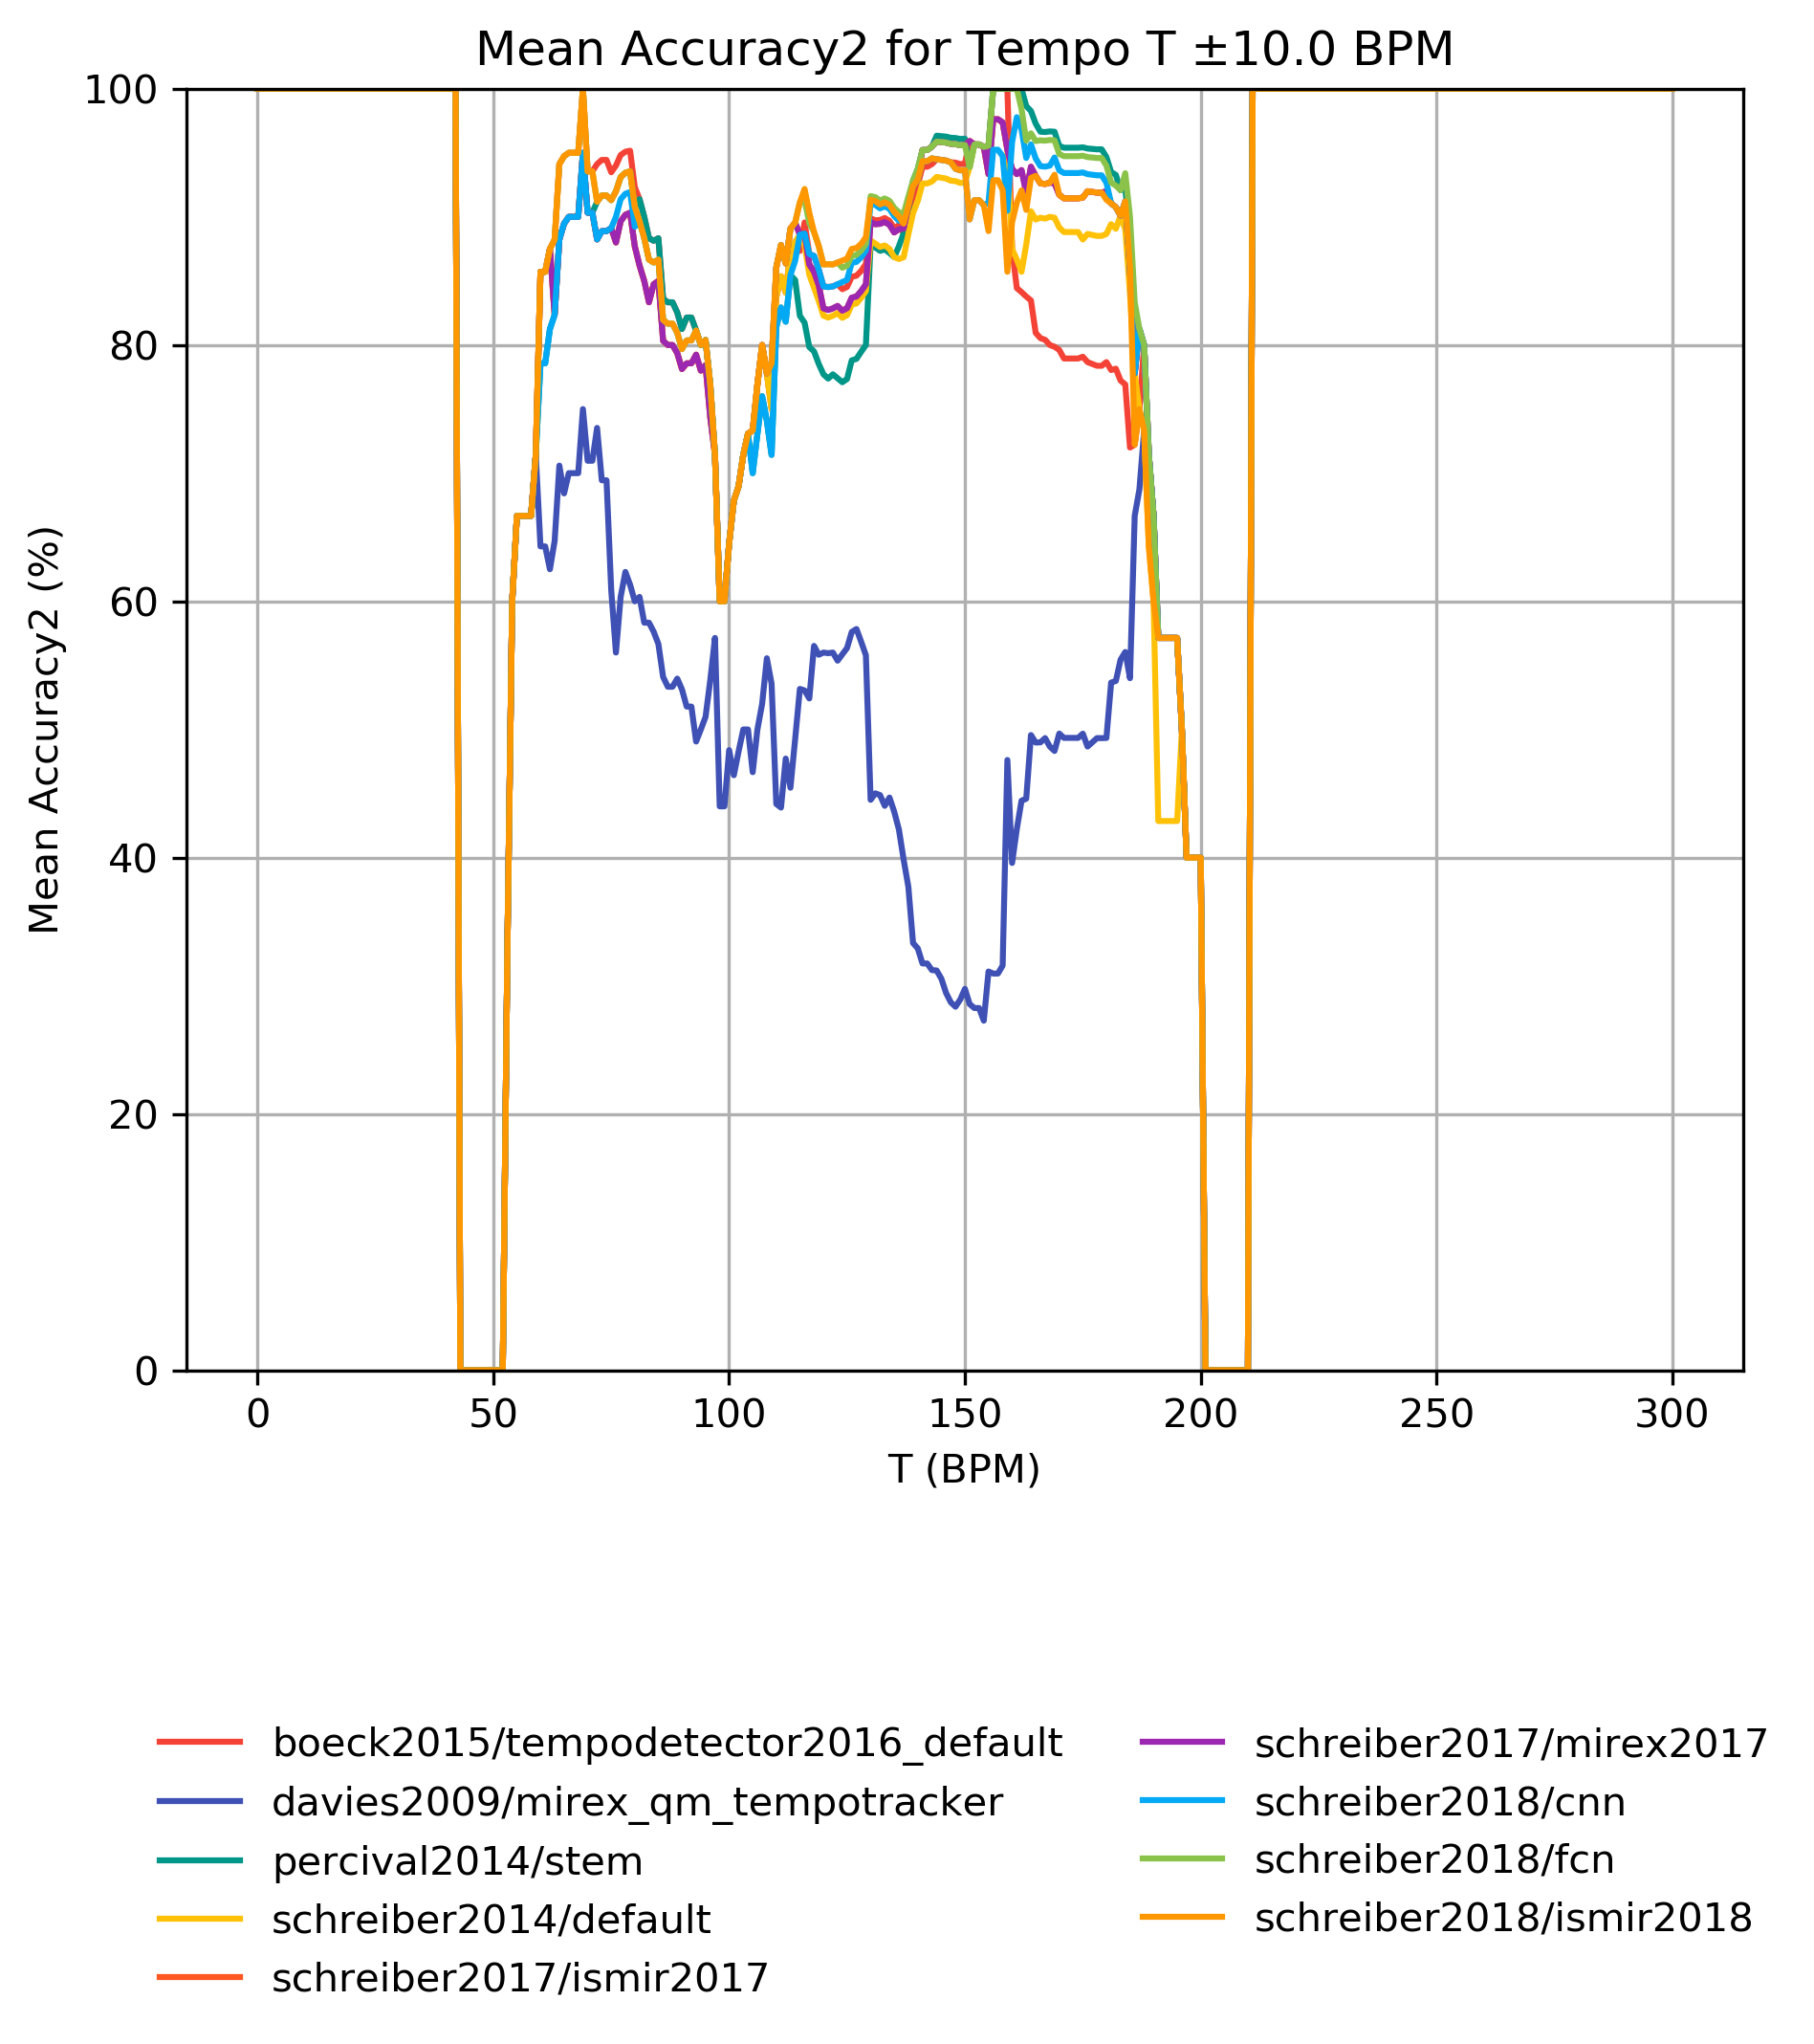 Mean Accuracy2 for Tempo T ±10.0 BPM
Mean Accuracy2 (%)
100
80
60
40
20
0
0 50 100 150 200 250 300
T (BPM)
boeck2015/tempodetector2016_default
davies2009/mirex_qm_tempotracker
percival2014/stem
schreiber2014/default
schreiber2017/ismir2017
schreiber2017/mirex2017
schreiber2018/cnn
schreiber2018/fcn
schreiber2018/ismir2018